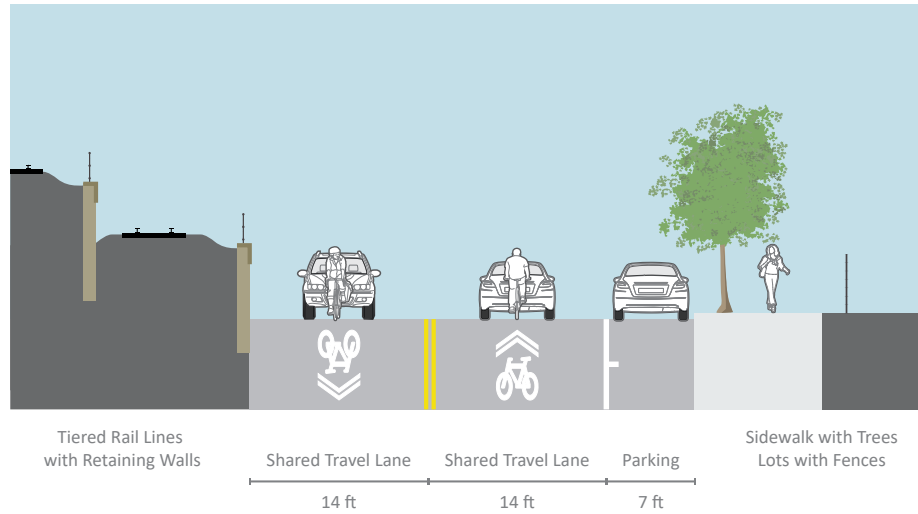 Tiered Rail Lines
with Retaining Walls
Shared Travel Lane
Shared Travel Lane
Parking
Sidewalk with Trees
Lots with Fences
14 ft
14 ft
7 ft